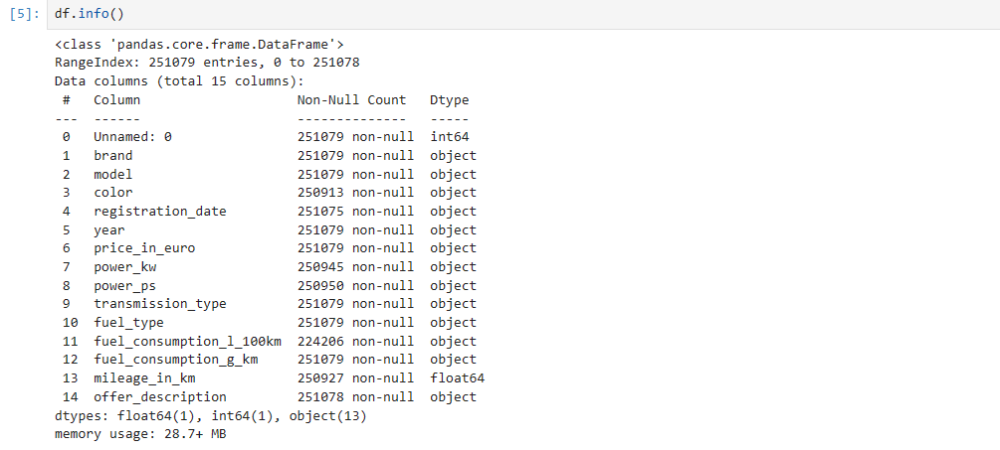 [5]: df.info()
<class 'pandas.core.frame.DataFrame'>
RangeIndex: 251079 entries, 0 to 251078
Data columns (total 15 columns):
 #   Column                    Non-Null Count   Dtype
---  ------                    --------------   -----
 0   Unnamed: 0                251079 non-null  int64
 1   brand                     251079 non-null  object
 2   model                     251079 non-null  object
 3   color                     250913 non-null  object
 4   registration_date         251075 non-null  object
 5   year                      251079 non-null  object
 6   price_in_euro             251079 non-null  object
 7   power_kw                  250945 non-null  object
 8   power_ps                  250950 non-null  object
 9   transmission_type         251079 non-null  object
 10  fuel_type                 251079 non-null  object
 11  fuel_consumption_l_100km  224206 non-null  object
 12  fuel_consumption_g_km     251079 non-null  object
 13  mileage_in_km             250927 non-null  float64
 14  offer_description         251078 non-null  object
dtypes: float64(1), int64(1), object(13)
memory usage: 28.7+ MB